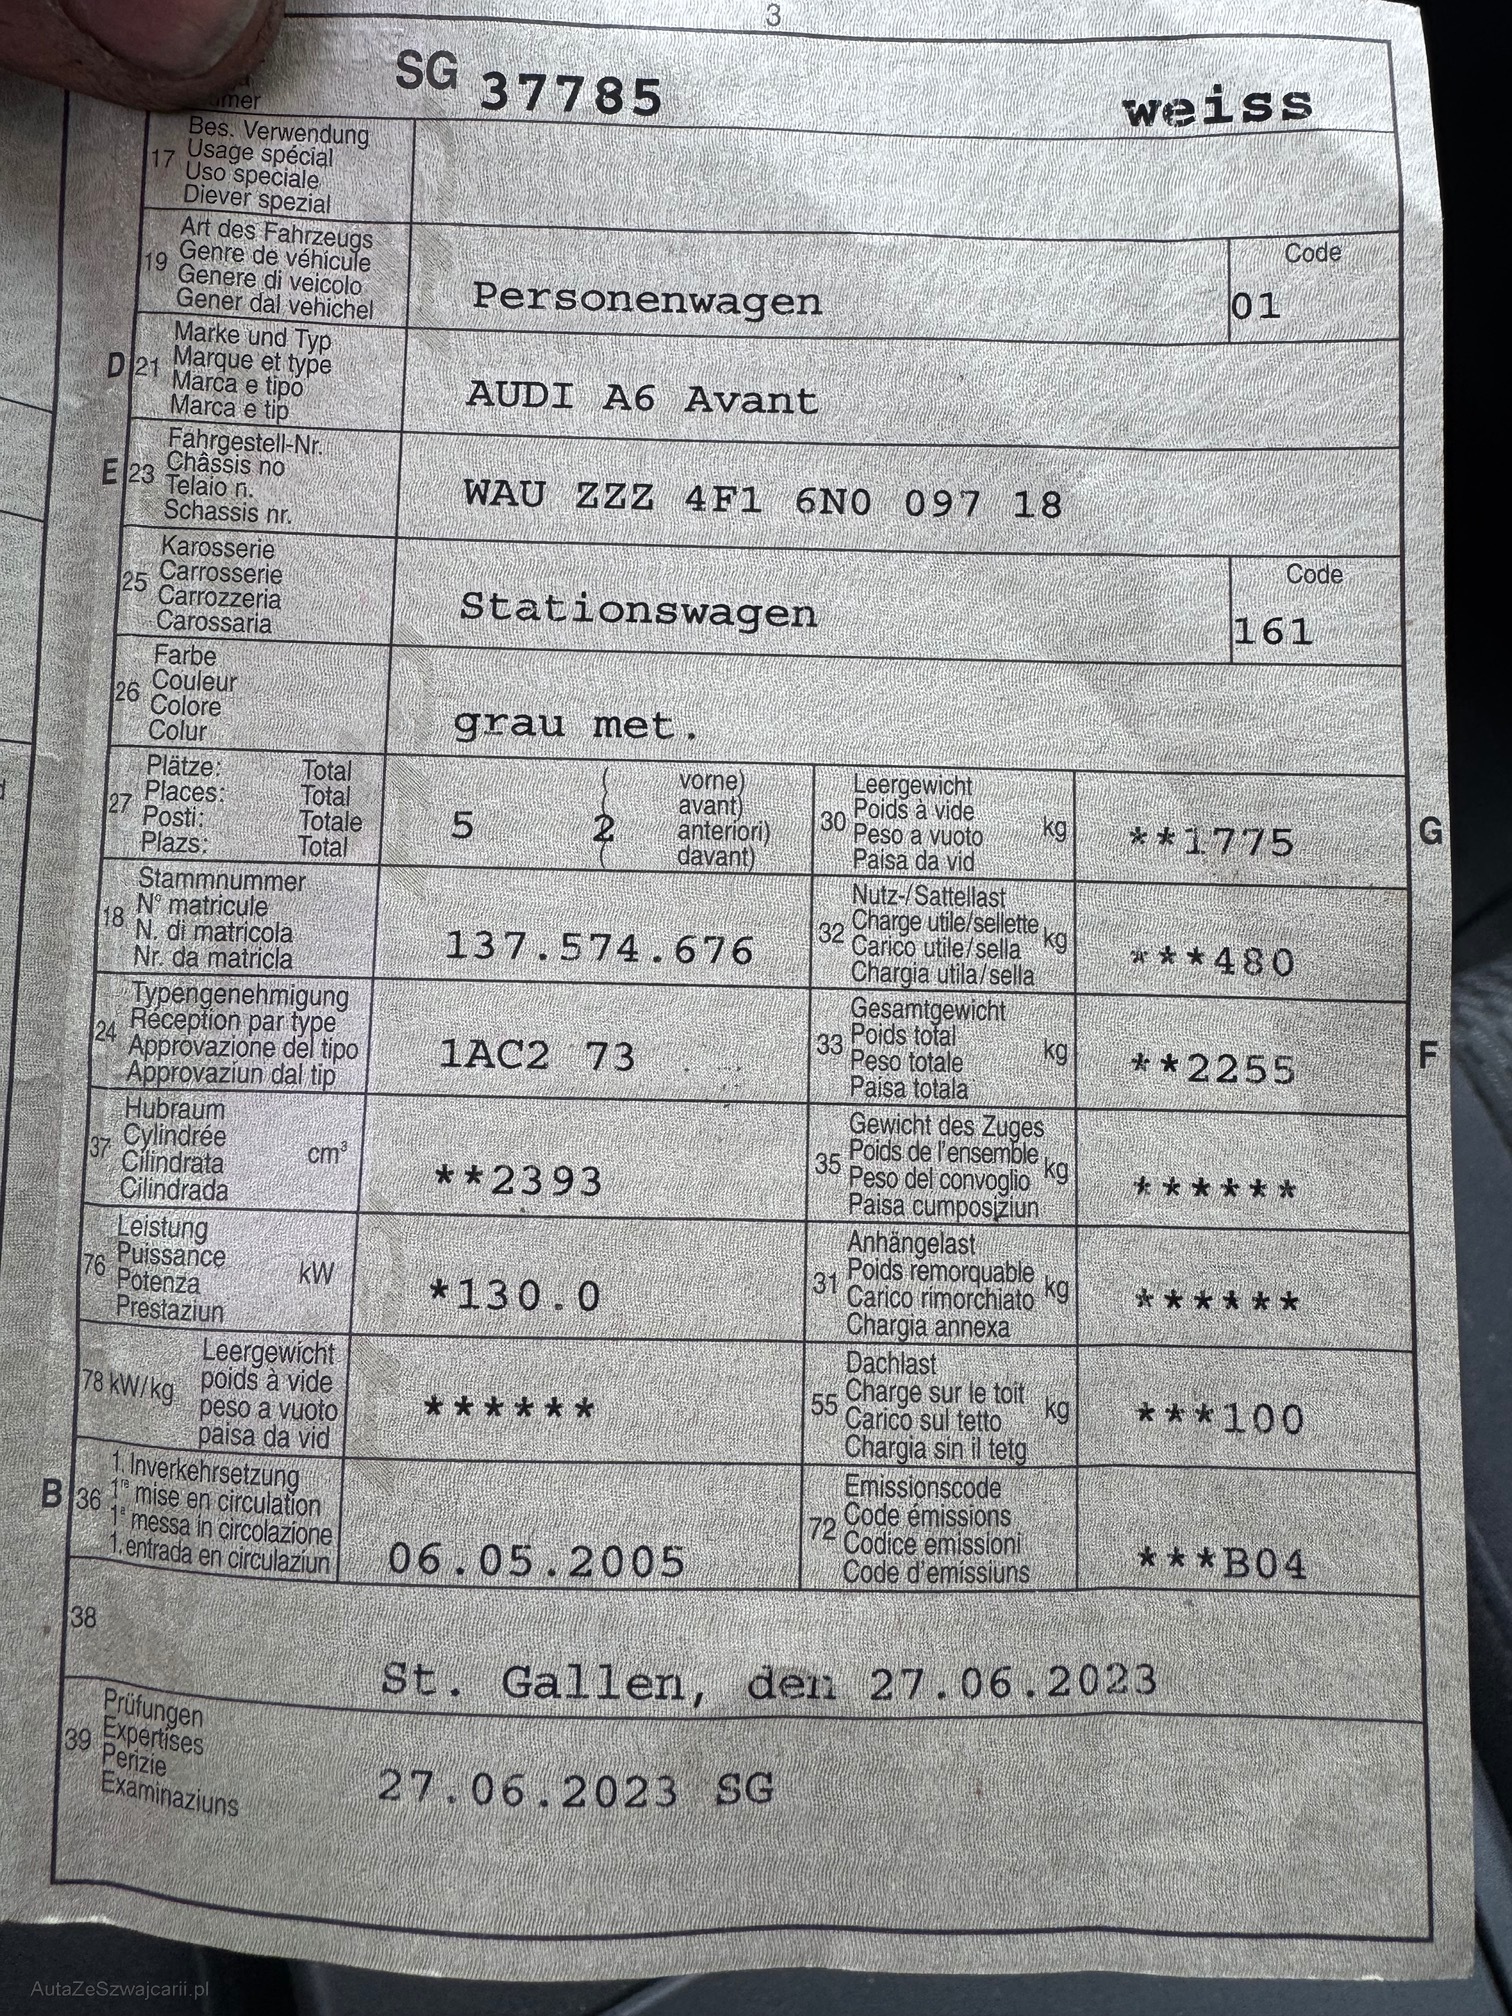 3
SG 37785 weiss
mer
17 Bes. Verwendung
Usage spécial
Uso speciale
Diever spezial
19 Art des Fahrzeugs
Genre de véhicule
Genere di veicolo
Gener dal vehichel
Personenwagen
Code
01
D 21 Marke und Typ
Marque et type
Marca e tipo
Marca e tip
AUDI A6 Avant
E 23 Fahrgestell-Nr.
Châssis no
Telaio n.
Schassis nr.
WAU ZZZ 4F1 6N0 097 18
25 Karosserie
Carrosserie
Carrozzeria
Carossaria
Stationswagen
Code
161
26 Farbe
Couleur
Colore
Colur
grau met.
27 Plätze: Total
Places: Total
Posti: Totale
Plazs: Total
5 ( 2 (
vorne)
avant)
anteriori)
davant)
30 Leergewicht
Poids à vide
Peso a vuoto
Paisa da vid
kg
**1775
G
18 Stammnummer
N° matricule
N. di matricola
Nr. da matricla
137.574.676
32 Nutz-/Sattellast
Charge utile/sellette
Carico utile/sella
Chargia utila/sella
kg
***480
24 Typengenehmigung
Réception par type
Approvazione del tipo
Approvaziun dal tip
1AC2 73
33 Gesamtgewicht
Poids total
Peso totale
Paisa totala
kg
**2255
F
37 Hubraum
Cylindrée
Cilindrata
Cilindrada
cm³
**2393
35 Gewicht des Zuges
Poids de l'ensemble
Peso del convoglio
Paisa cumposiziun
kg
******
76 Leistung
Puissance
Potenza
Prestaziun
kW
*130.0
31 Anhängelast
Poids remorquable
Carico rimorchiato
Chargia annexa
kg
******
78 kW/kg Leergewicht
poids à vide
peso a vuoto
paisa da vid
******
55 Dachlast
Charge sur le toit
Carico sul tetto
Chargia sin il tetg
kg
***100
B 36 1. Inverkehrsetzung
1re mise en circulation
1a messa in circolazione
1. entrada en circulaziun
06.05.2005
72 Emissionscode
Code émissions
Codice emissioni
Code d'emissiuns
***B04
38
St. Gallen, den 27.06.2023
39 Prüfungen
Expertises
Perizie
Examinaziuns
27.06.2023 SG
AutaZeSzwajcarii.pl